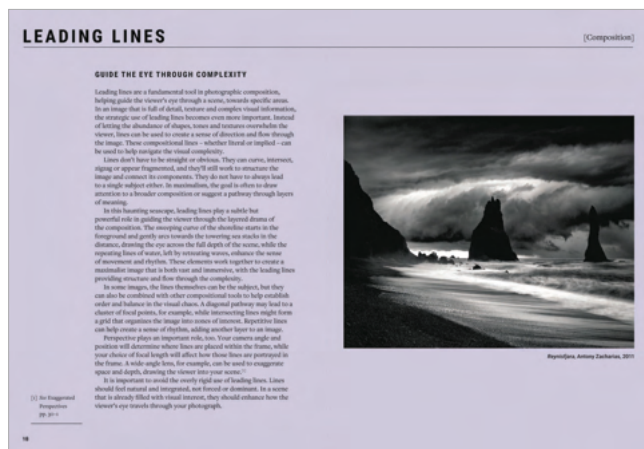 LEADING LINES
[Composition]
GUIDE THE EYE THROUGH COMPLEXITY
Leading lines are a fundamental tool in photographic composition,
helping guide the viewer's eye through a scene, towards specific areas.
In an image that is full of detail, texture and complex visual information,
the strategic use of leading lines becomes even more important. Instead
of letting the abundance of shapes, tones and textures overwhelm the
viewer, lines can be used to create a sense of direction and flow through
the image. These compositional lines – whether literal or implied – can
be used to help navigate the visual complexity.
Lines don't have to be straight or obvious. They can curve, intersect,
zigzag or appear fragmented, and they'll still work to structure the
image and connect its components. They do not have to always lead
to a single subject either. In maximalism, the goal is often to draw
attention to a broader composition or suggest a pathway through layers
of meaning.
In this haunting seascape, leading lines play a subtle but
powerful role in guiding the viewer through the layered drama of
the composition. The sweeping curve of the shoreline starts in the
foreground and gently arcs towards the towering sea stacks in the
distance, drawing the eye across the full depth of the scene, while the
repeating lines of water, left by retreating waves, enhance the sense
of movement and rhythm. These elements work together to create a
maximalist image that is both vast and immersive, with the leading lines
providing structure and flow through the complexity.
In some images, the lines themselves can be the subject, but they
can also be combined with other compositional tools to help establish
order and balance in the visual chaos. A diagonal pathway may lead to a
cluster of focal points, for example, while intersecting lines might form
a grid that organizes the image into zones of interest. Repetitive lines
can help create a sense of rhythm, adding another layer to an image.
Perspective plays an important role, too. Your camera angle and
position will determine where lines are placed within the frame, while
your choice of focal length will affect how those lines are portrayed in
the frame. A wide-angle lens, for example, can be used to exaggerate
space and depth, drawing the viewer into your scene.
It is important to avoid the overly rigid use of leading lines. Lines
should feel natural and integrated, not forced or dominant. In a scene
that is already filled with visual interest, they should enhance how the
viewer's eye travels through your photograph.
Reynisfjara, Antony Zacharias, 2011
[1] See Exaggerated
Perspectives
pp.
18